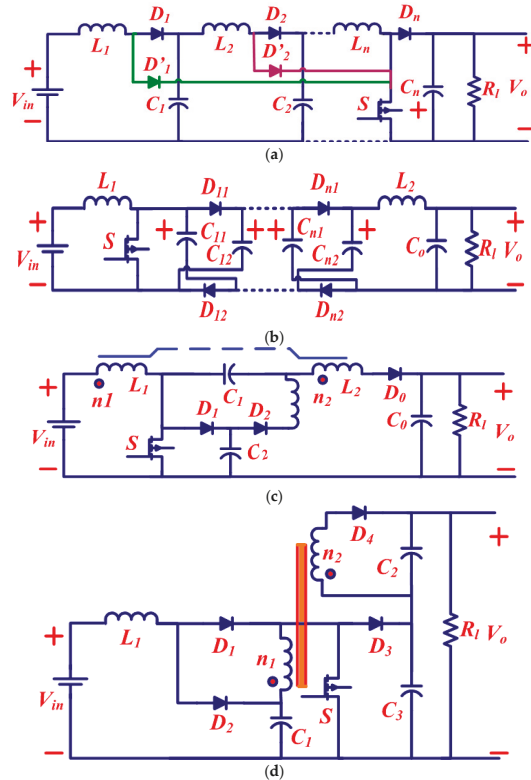 D1 D2 Dn
L1 L2 Ln
D'1 D'2
+ Vin −
C1 C2 S + Cn Rl + Vo −
(a)
L1 D11 Dn1 L2
+ Vin −
S + C11 C12 + + Cn1 Cn2 + Co Rl + Vo −
D12 Dn2
(b)
n1 L1 C1 n2 L2 D0
+ Vin −
D1 D2
S C2 C0 Rl + Vo −
(c)
n2 D4 C2
+
L1 D1 n1 D3 Rl Vo
+ Vin −
D2 C1 S C3
−
(d)